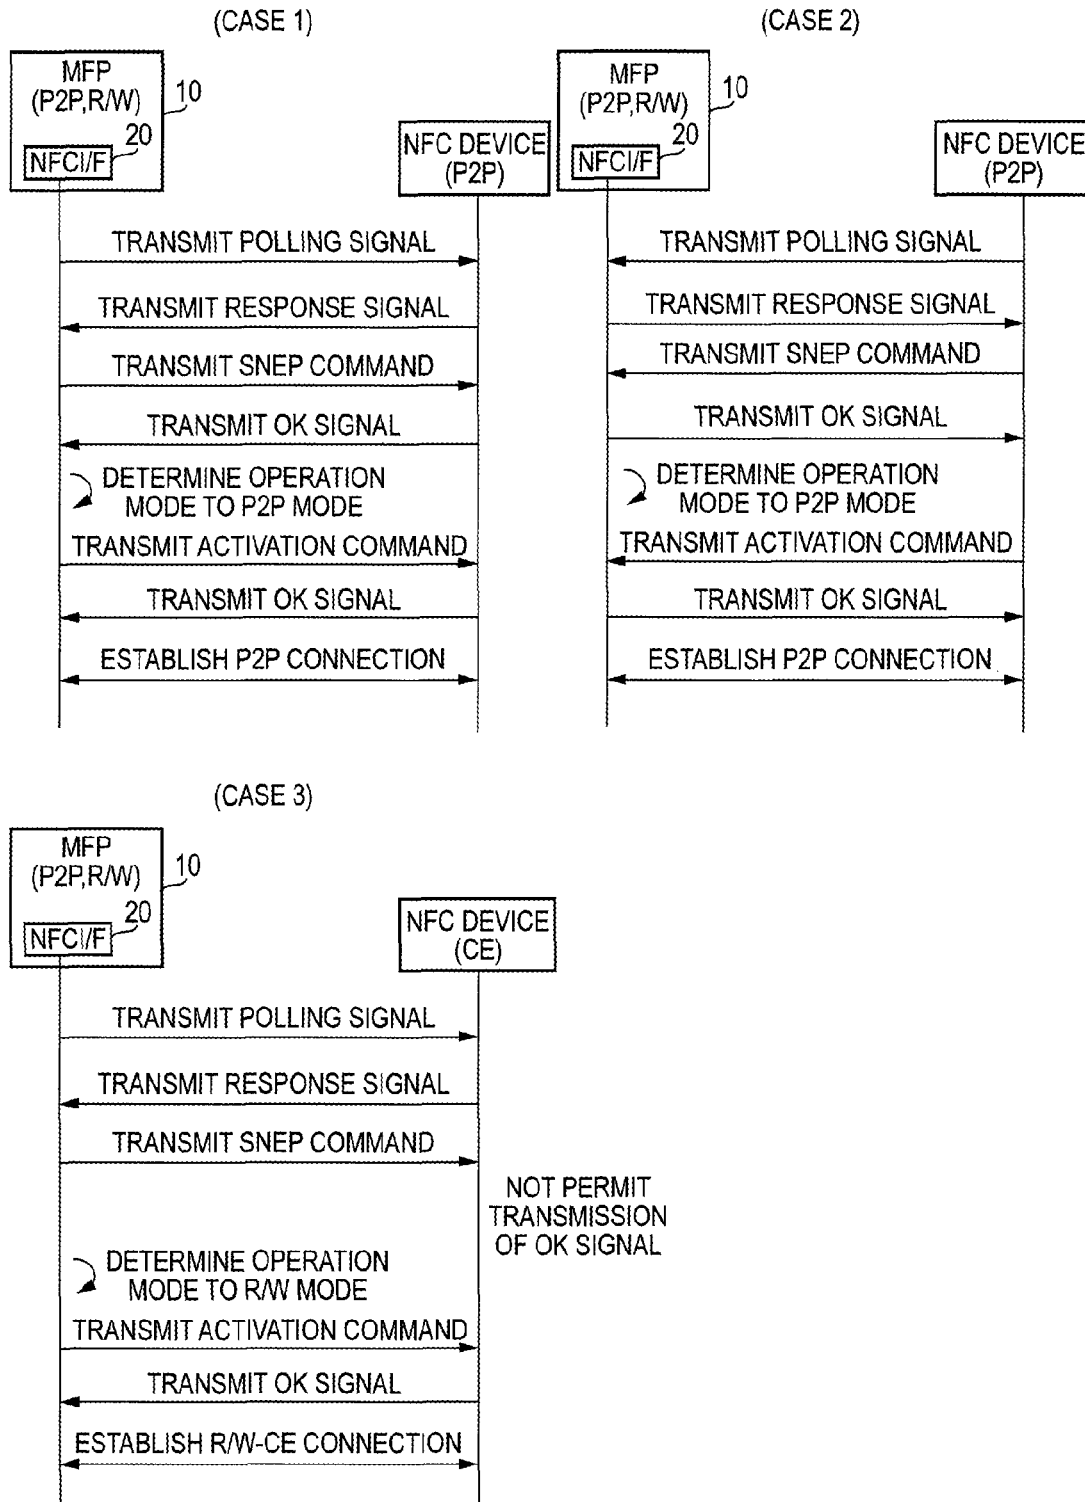 (CASE 1)
MFP
(P2P,R/W)
10
20
NFCI/F
NFC DEVICE
(P2P)
TRANSMIT POLLING SIGNAL
TRANSMIT RESPONSE SIGNAL
TRANSMIT SNEP COMMAND
TRANSMIT OK SIGNAL
DETERMINE OPERATION
MODE TO P2P MODE
TRANSMIT ACTIVATION COMMAND
TRANSMIT OK SIGNAL
ESTABLISH P2P CONNECTION
(CASE 2)
MFP
(P2P,R/W)
10
20
NFCI/F
NFC DEVICE
(P2P)
TRANSMIT POLLING SIGNAL
TRANSMIT RESPONSE SIGNAL
TRANSMIT SNEP COMMAND
TRANSMIT OK SIGNAL
DETERMINE OPERATION
MODE TO P2P MODE
TRANSMIT ACTIVATION COMMAND
TRANSMIT OK SIGNAL
ESTABLISH P2P CONNECTION
(CASE 3)
MFP
(P2P,R/W)
10
20
NFCI/F
NFC DEVICE
(CE)
TRANSMIT POLLING SIGNAL
TRANSMIT RESPONSE SIGNAL
TRANSMIT SNEP COMMAND
NOT PERMIT
TRANSMISSION
OF OK SIGNAL
DETERMINE OPERATION
MODE TO R/W MODE
TRANSMIT ACTIVATION COMMAND
TRANSMIT OK SIGNAL
ESTABLISH R/W-CE CONNECTION